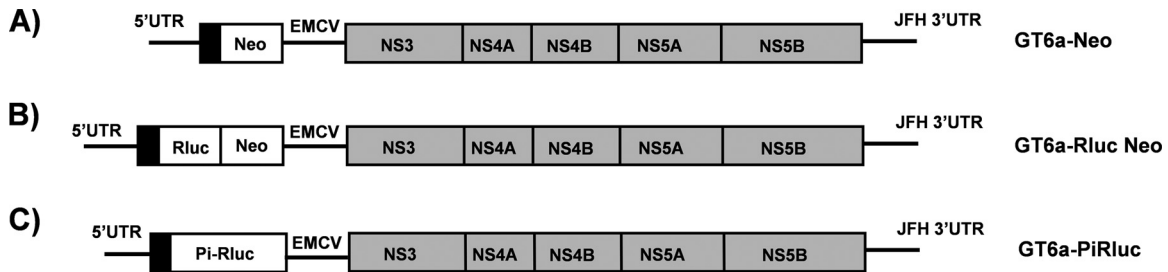 A) 5'UTR Neo EMCV NS3 NS4A NS4B NS5A NS5B JFH 3'UTR GT6a-Neo
B) 5'UTR Rluc Neo EMCV NS3 NS4A NS4B NS5A NS5B JFH 3'UTR GT6a-Rluc Neo
C) 5'UTR Pi-Rluc EMCV NS3 NS4A NS4B NS5A NS5B JFH 3'UTR GT6a-PiRluc